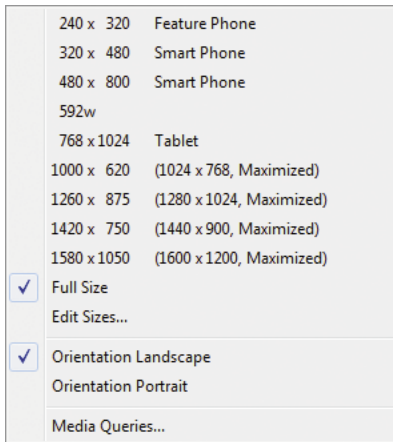 240 x 320 Feature Phone
320 x 480 Smart Phone
480 x 800 Smart Phone
592w
768 x 1024 Tablet
1000 x 620 (1024 x 768, Maximized)
1260 x 875 (1280 x 1024, Maximized)
1420 x 750 (1440 x 900, Maximized)
1580 x 1050 (1600 x 1200, Maximized)
Full Size
Edit Sizes...
Orientation Landscape
Orientation Portrait
Media Queries...